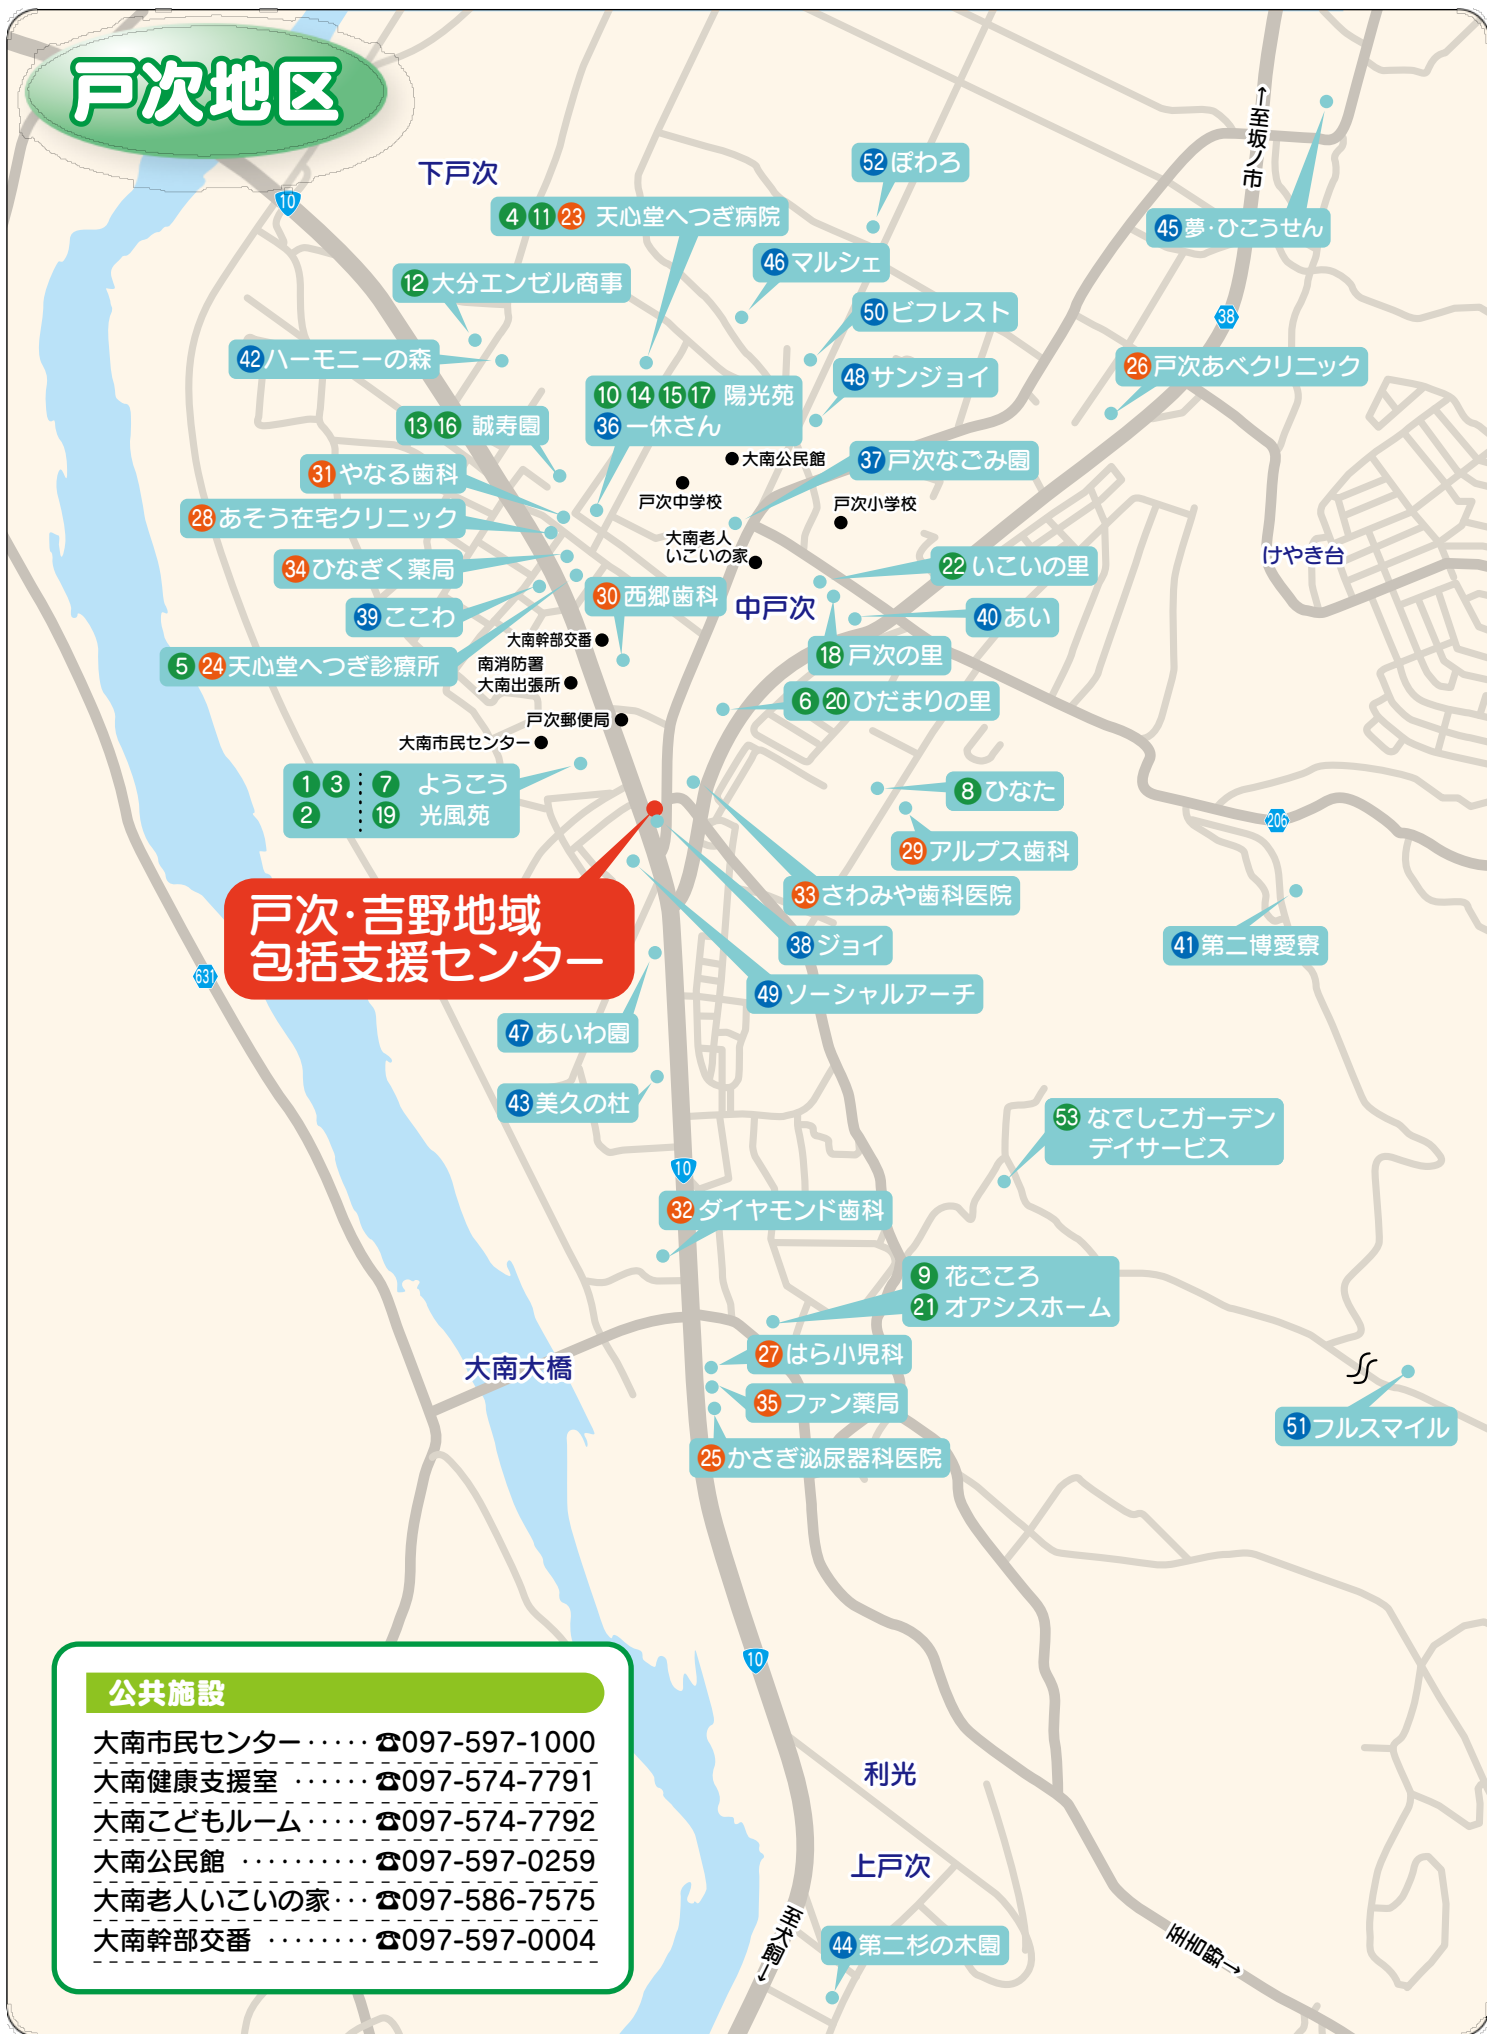 戸次地区
下戸次
10
52 ぽわろ
↑至坂ノ市
45 夢・ひこうせん
4 11 23 天心堂へつぎ病院
46 マルシェ
12 大分エンゼル商事
50 ビフレスト
38
42 ハーモニーの森
48 サンジョイ
26 戸次あべクリニック
10 14 15 17 陽光苑
36 一休さん
13 16 誠寿園
大南公民館
37 戸次なごみ園
31 やなる歯科
戸次中学校
戸次小学校
28 あそう在宅クリニック
大南老人
いこいの家
けやき台
34 ひなぎく薬局
22 いこいの里
30 西郷歯科
中戸次
39 ここわ
40 あい
大南幹部交番
18 戸次の里
5 24 天心堂へつぎ診療所
南消防署
大南出張所
6 20 ひだまりの里
戸次郵便局
大南市民センター
1 3 7 ようこう
2 19 光風苑
8 ひなた
206
29 アルプス歯科
33 さわみや歯科医院
戸次・吉野地域
包括支援センター
38 ジョイ
41 第二博愛寮
631
49 ソーシャルアーチ
47 あいわ園
43 美久の杜
53 なでしこガーデン
デイサービス
10
32 ダイヤモンド歯科
9 花ごころ
21 オアシスホーム
大南大橋
27 はら小児科
35 ファン薬局
51 フルスマイル
25 かさぎ泌尿器科医院
10
公共施設
大南市民センター‥‥‥☎097-597-1000
大南健康支援室 ‥‥‥☎097-574-7791
大南こどもルーム‥‥‥☎097-574-7792
大南公民館 ‥‥‥‥‥☎097-597-0259
大南老人いこいの家‥‥☎097-586-7575
大南幹部交番 ‥‥‥‥☎097-597-0004
利光
上戸次
至犬飼↓
44 第二杉の木園
至吉野→